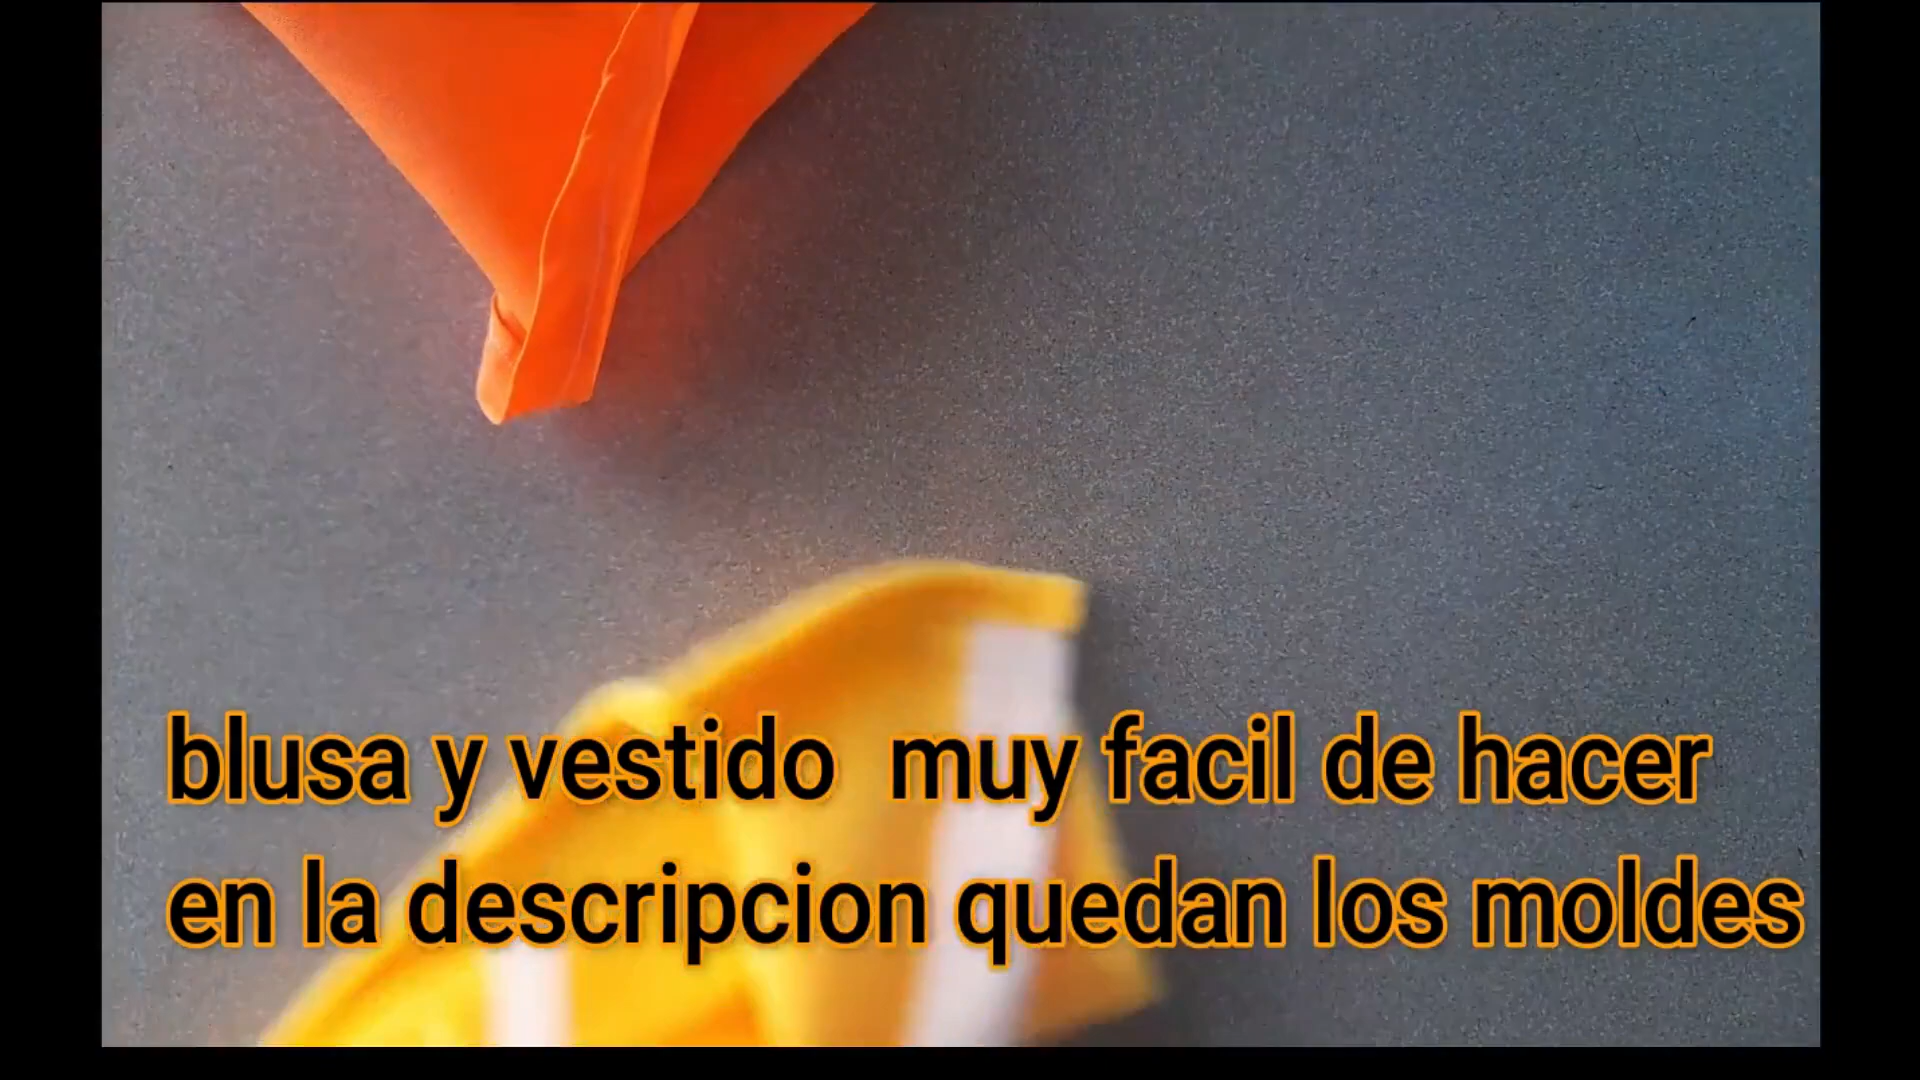 blusa y vestido muy facil de hacer
en la descripcion quedan los moldes